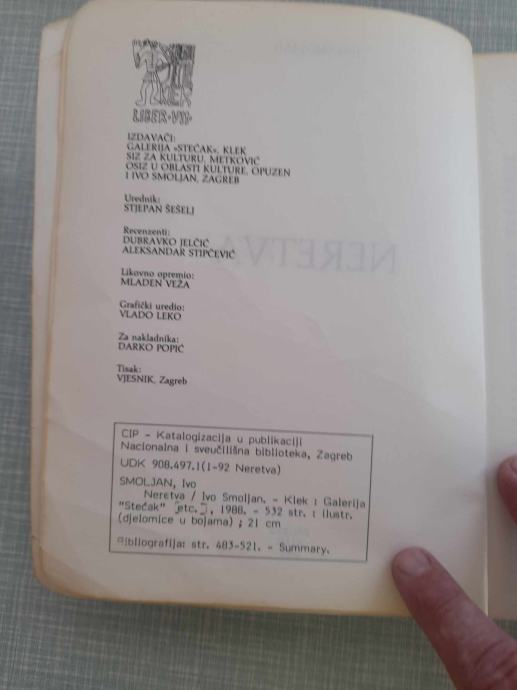 LIBER·VII·
IZDAVAČI:
GALERIJA »STEĆAK«, KLEK
SIZ ZA KULTURU, METKOVIĆ
OSIZ U OBLASTI KULTURE, OPUZEN
I IVO SMOLJAN, ZAGREB
Urednik:
STJEPAN ŠEŠELJ
Recenzenti:
DUBRAVKO JELČIĆ
ALEKSANDAR STIPČEVIĆ
Likovno opremio:
MLADEN VEŽA
Grafički uredio:
VLADO LEKO
Za nakladnika:
DARKO POPIĆ
Tisak:
VJESNIK, Zagreb
NERETVA
CIP - Katalogizacija u publikaciji
Nacionalna i sveučilišna biblioteka, Zagreb
UDK 908.497.1(1-92 Neretva)
SMOLJAN, Ivo
Neretva / Ivo Smoljan. - Klek : Galerija
"Stećak" [etc.], 1988. - 532 str. : ilustr.
(djelomice u bojama) ; 21 cm
Bibliografija: str. 483-521. - Summary.